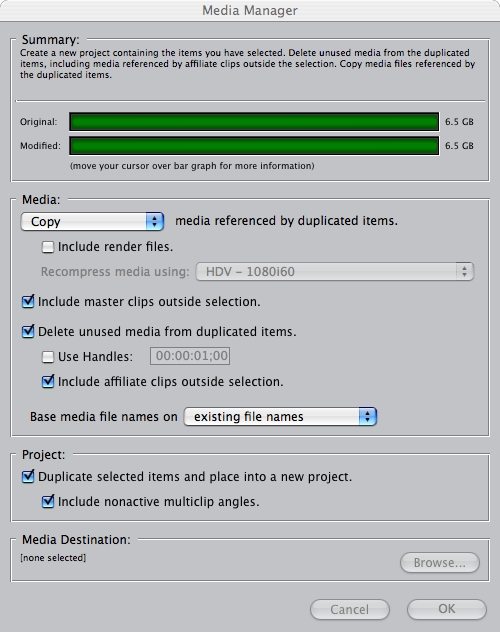 Media Manager
Summary:
Create a new project containing the items you have selected. Delete unused media from the duplicated
items, including media referenced by affiliate clips outside the selection. Copy media files referenced by
the duplicated items.
Original: 6.5 GB
Modified: 6.5 GB
(move your cursor over bar graph for more information)
Media:
Copy media referenced by duplicated items.
Include render files.
Recompress media using: HDV - 1080i60
Include master clips outside selection.
Delete unused media from duplicated items.
Use Handles: 00:00:01;00
Include affiliate clips outside selection.
Base media file names on existing file names
Project:
Duplicate selected items and place into a new project.
Include nonactive multiclip angles.
Media Destination:
[none selected]
Browse...
Cancel OK